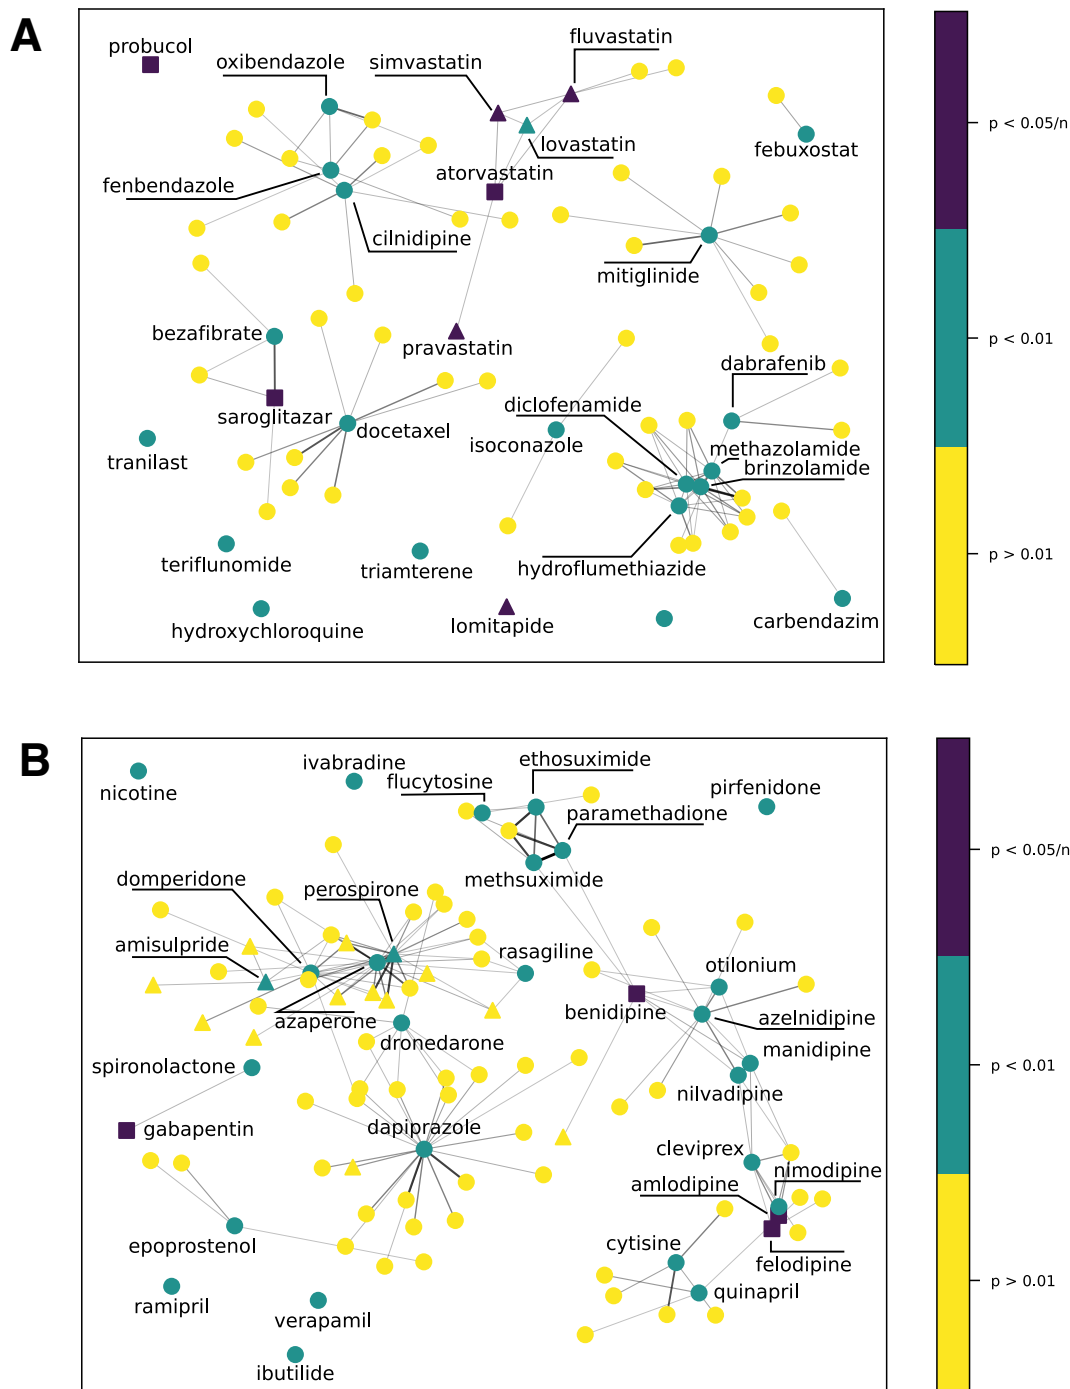 A
probucol
oxibendazole
simvastatin
fluvastatin
lovastatin
febuxostat
fenbendazole
atorvastatin
cilnidipine
mitiglinide
bezafibrate
pravastatin
dabrafenib
saroglitazar
docetaxel
diclofenamide
isoconazole
methazolamide
brinzolamide
tranilast
teriflunomide
triamterene
hydroflumethiazide
hydroxychloroquine
lomitapide
carbendazim
p < 0.05/n
p < 0.01
p > 0.01
B
nicotine
ivabradine
flucytosine
ethosuximide
pirfenidone
paramethadione
methsuximide
domperidone
perospirone
amisulpride
rasagiline
otilonium
azaperone
benidipine
azelnidipine
dronedarone
manidipine
spironolactone
nilvadipine
gabapentin
dapiprazole
cleviprex
nimodipine
amlodipine
epoprostenol
cytisine
felodipine
quinapril
ramipril
verapamil
ibutilide
p < 0.05/n
p < 0.01
p > 0.01